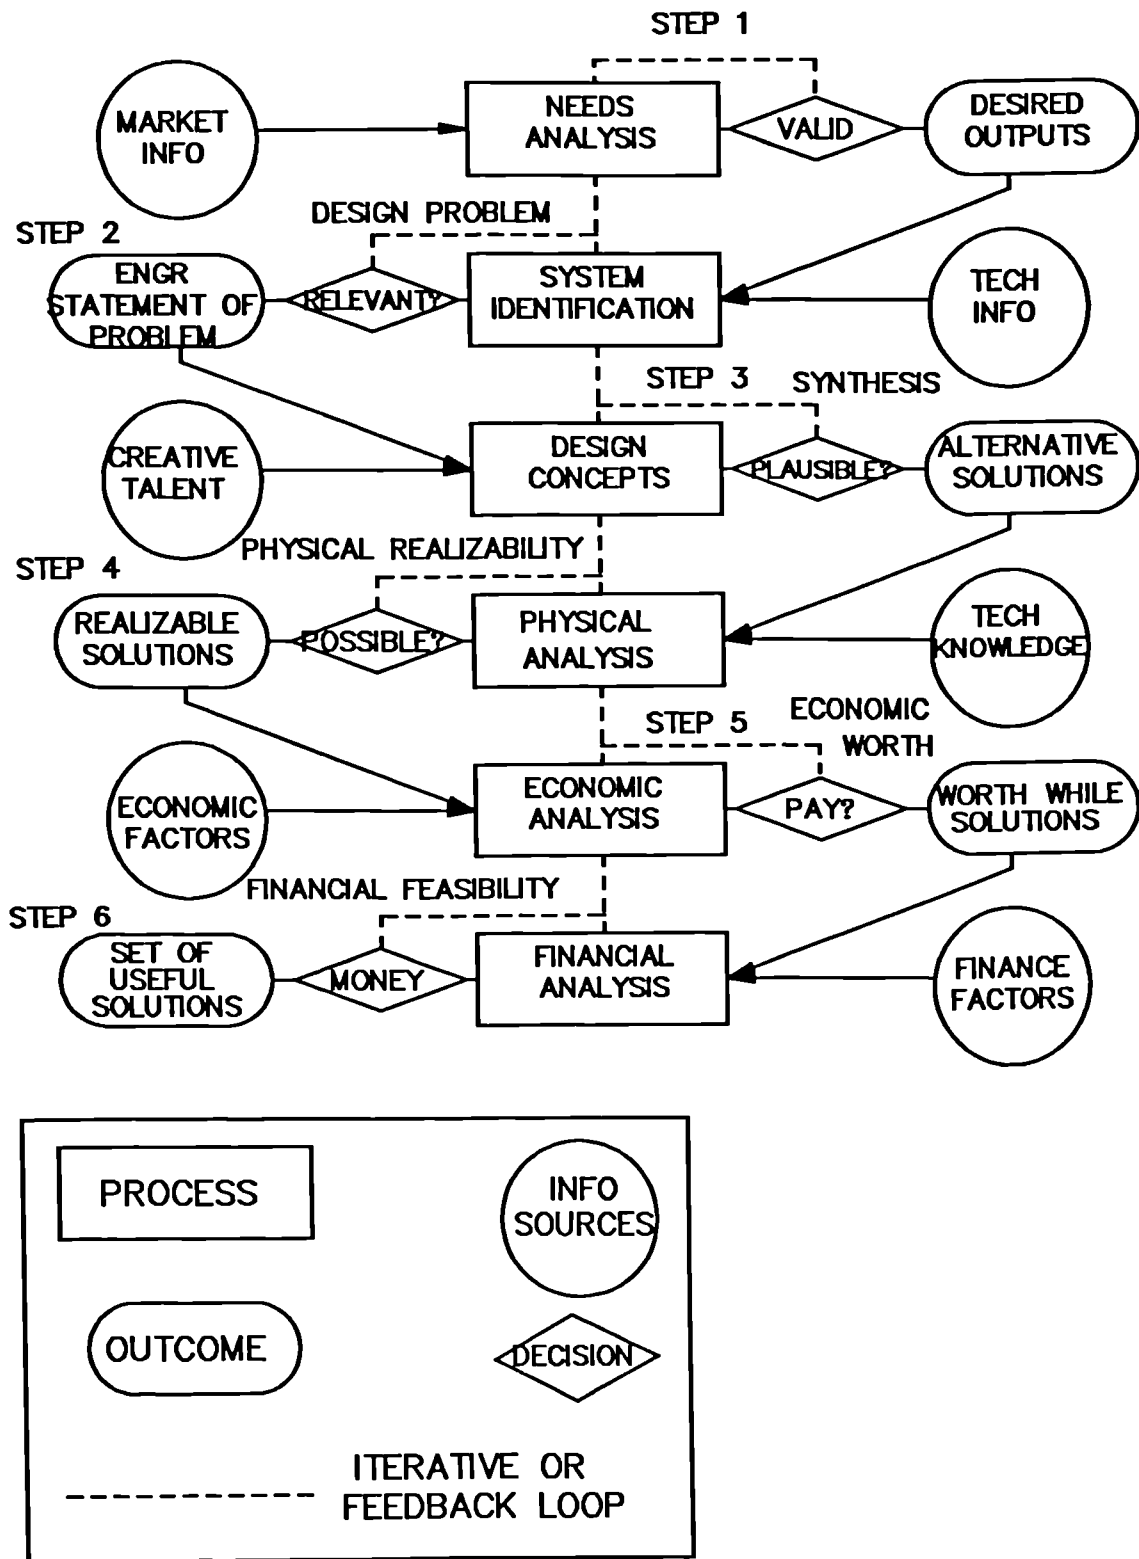 STEP 1
MARKET
INFO
NEEDS
ANALYSIS
VALID
DESIRED
OUTPUTS
DESIGN PROBLEM
STEP 2
ENGR
STATEMENT OF
PROBLEM
RELEVANT?
SYSTEM
IDENTIFICATION
TECH
INFO
STEP 3
SYNTHESIS
CREATIVE
TALENT
DESIGN
CONCEPTS
PLAUSIBLE?
ALTERNATIVE
SOLUTIONS
PHYSICAL REALIZABILITY
STEP 4
REALIZABLE
SOLUTIONS
POSSIBLE?
PHYSICAL
ANALYSIS
TECH
KNOWLEDGE
STEP 5
ECONOMIC
WORTH
ECONOMIC
FACTORS
ECONOMIC
ANALYSIS
PAY?
WORTH WHILE
SOLUTIONS
FINANCIAL FEASIBILITY
STEP 6
SET OF
USEFUL
SOLUTIONS
MONEY
FINANCIAL
ANALYSIS
FINANCE
FACTORS
PROCESS
INFO
SOURCES
OUTCOME
DECISION
ITERATIVE OR
FEEDBACK LOOP